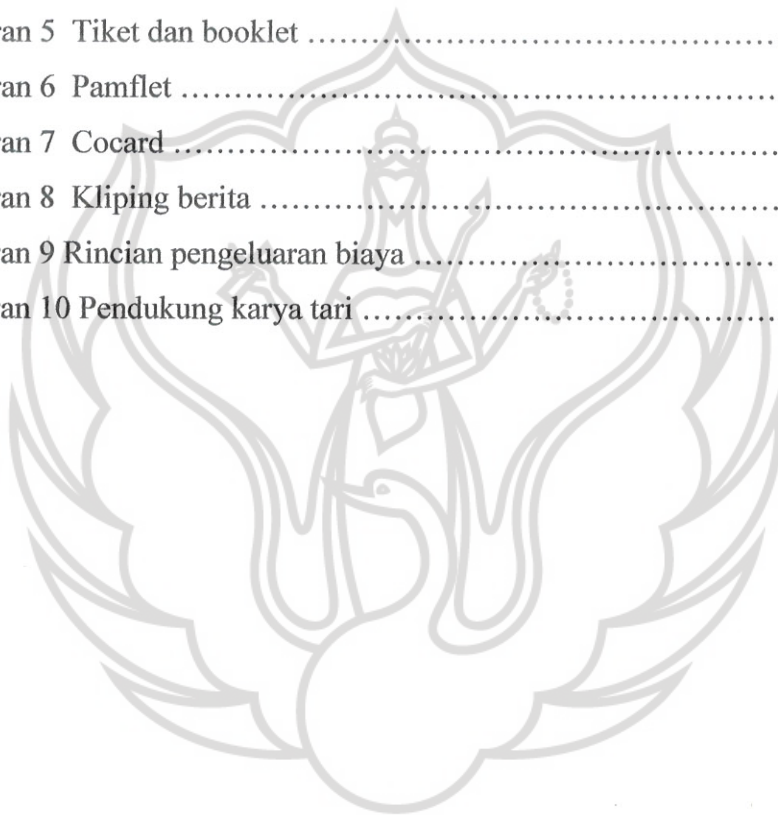 ran 5 Tiket dan booklet ..............................................
ran 6 Pamflet ..............................................................
ran 7 Cocard ...............................................................
ran 8 Kliping berita .....................................................
ran 9 Rincian pengeluaran biaya ....................................
ran 10 Pendukung karya tari ..........................................